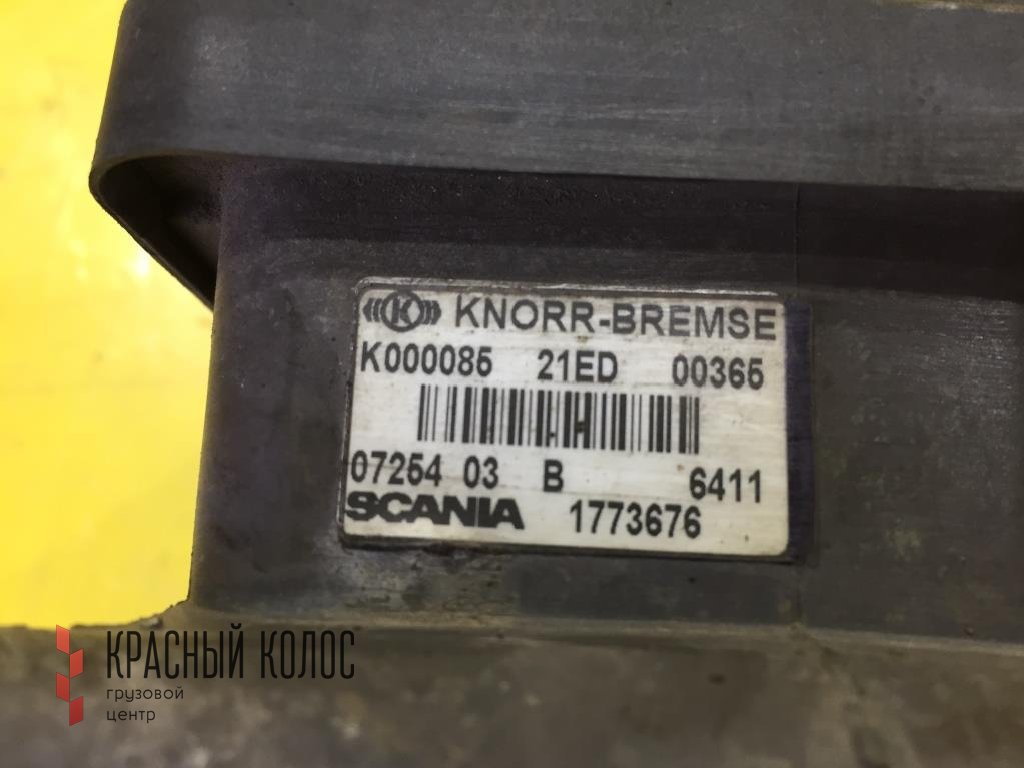 K KNORR-BREMSE
K000085 21ED 00365
07254 03 B 6411
SCANIA 1773676
КРАСНЫЙ КОЛОС
грузовой
центр